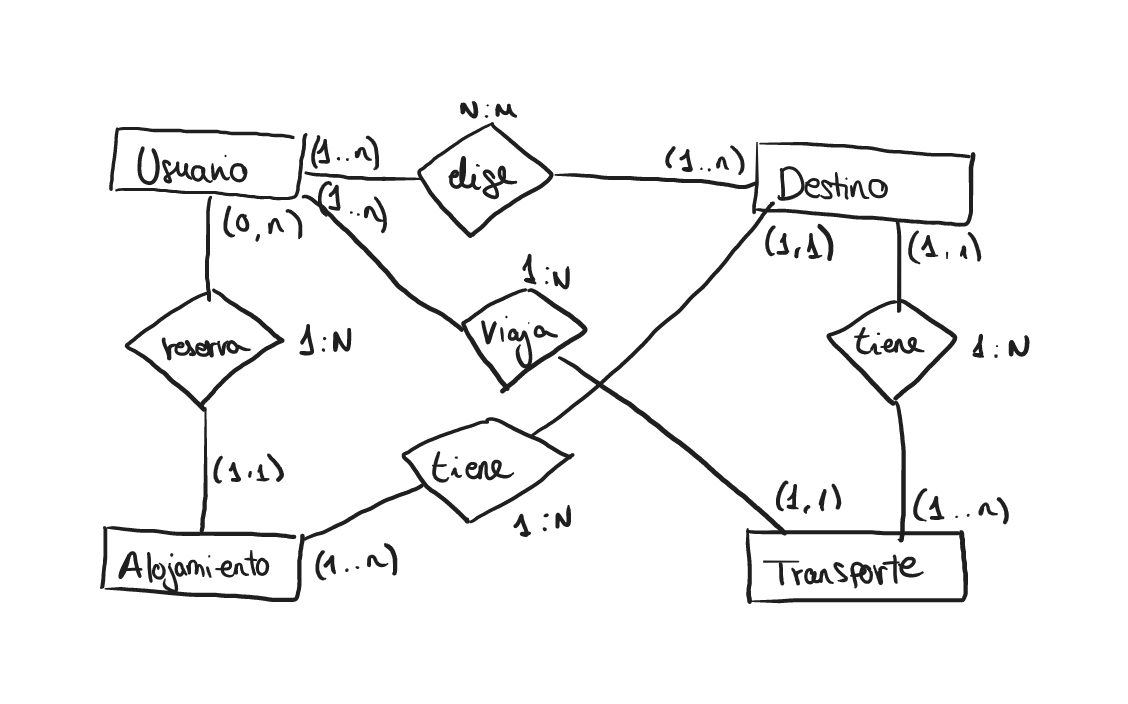 N:M
Usuario
(1..n)
elige
(1..n)
Destino
(1..n)
(0,n)
(1,1)
(1,1)
1:N
reserva
1:N
Viaja
tiene
1:N
(1,1)
tiene
(1,1)
(1..n)
1:N
Alojamiento
(1..n)
Transporte